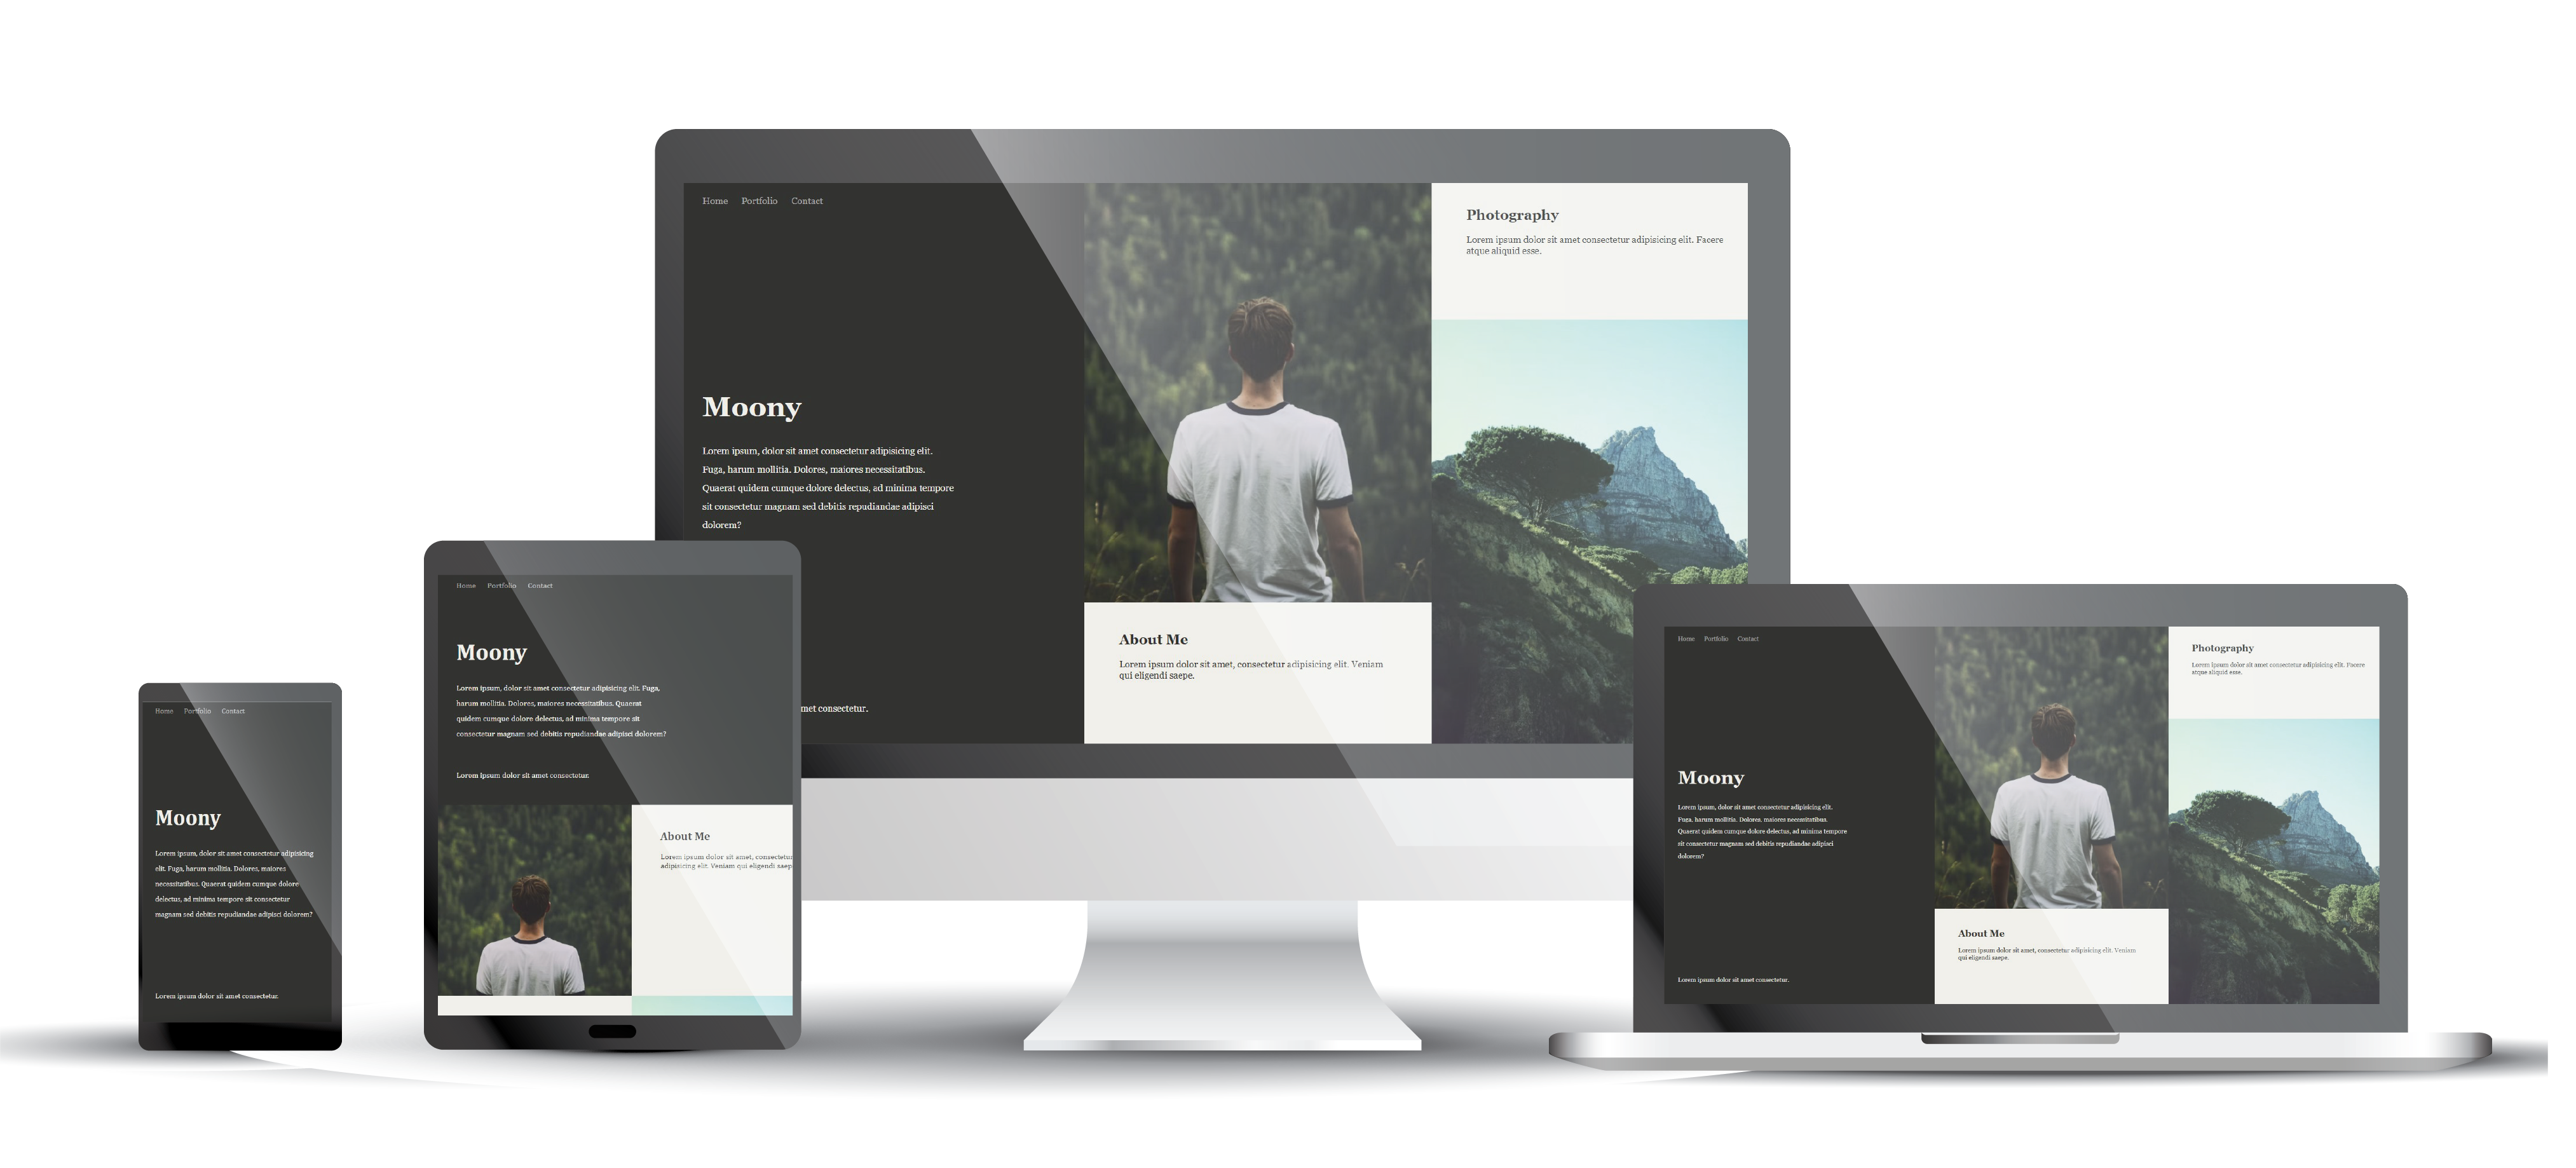 Home Portfolio Contact
Moony
Lorem ipsum, dolor sit amet consectetur adipisicing elit.
Fuga, harum mollitia. Dolores, maiores necessitatibus.
Quaerat quidem cumque dolore delectus, ad minima tempore
sit consectetur magnam sed debitis repudiandae adipisci
dolorem?
met consectetur.
About Me
Lorem ipsum dolor sit amet, consectetur adipisicing elit. Veniam
qui eligendi saepe.
Photography
Lorem ipsum dolor sit amet consectetur adipisicing elit. Facere
atque aliquid esse.
Home Portfolio Contact
Moony
Lorem ipsum, dolor sit amet consectetur adipisicing
elit. Fuga, harum mollitia. Dolores, maiores
necessitatibus. Quaerat quidem cumque dolore
delectus, ad minima tempore sit consectetur
magnam sed debitis repudiandae adipisci dolorem?
Lorem ipsum dolor sit amet consectetur.
Home Portfolio Contact
Moony
Lorem ipsum, dolor sit amet consectetur adipisicing elit. Fuga,
harum mollitia. Dolores, maiores necessitatibus. Quaerat
quidem cumque dolore delectus, ad minima tempore sit
consectetur magnam sed debitis repudiandae adipisci dolorem?
Lorem ipsum dolor sit amet consectetur.
About Me
Lorem ipsum dolor sit amet, consectetur
adipisicing elit. Veniam qui eligendi saep
Home Portfolio Contact
Moony
Lorem ipsum, dolor sit amet consectetur adipisicing elit.
Fuga, harum mollitia. Dolores, maiores necessitatibus.
Quaerat quidem cumque dolore delectus, ad minima tempore
sit consectetur magnam sed debitis repudiandae adipisci
dolorem?
Lorem ipsum dolor sit amet consectetur.
About Me
Lorem ipsum dolor sit amet, consectetur adipisicing elit. Veniam
qui eligendi saepe.
Photography
Lorem ipsum dolor sit amet consectetur adipisicing elit. Facere
atque aliquid esse.